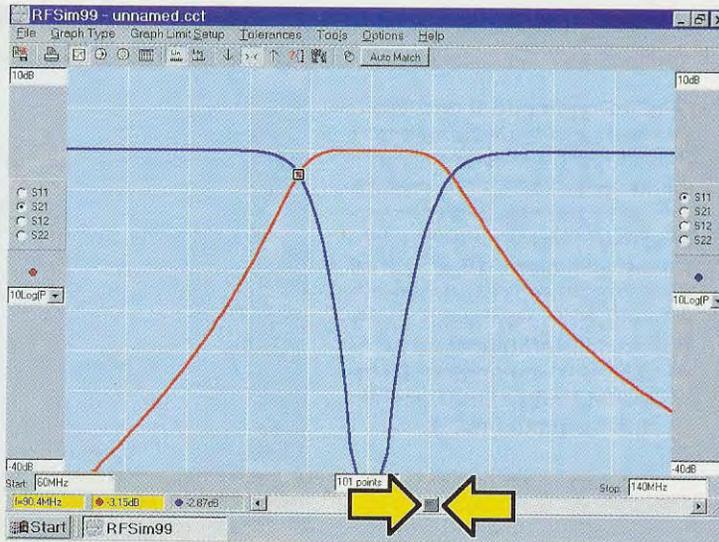 RFSim99 - unnamed.cct
File Graph Type Graph Limit Setup Tolerances Tools Options Help
Auto Match
10dB
10dB
S11
S21
S12
S22
S11
S21
S12
S22
10Log(P
10Log(P
-40dB
-40dB
Start: 60MHz
101 points
Stop: 140MHz
f=90.4MHz
-3.15dB
-2.87dB
Start
RFSim99